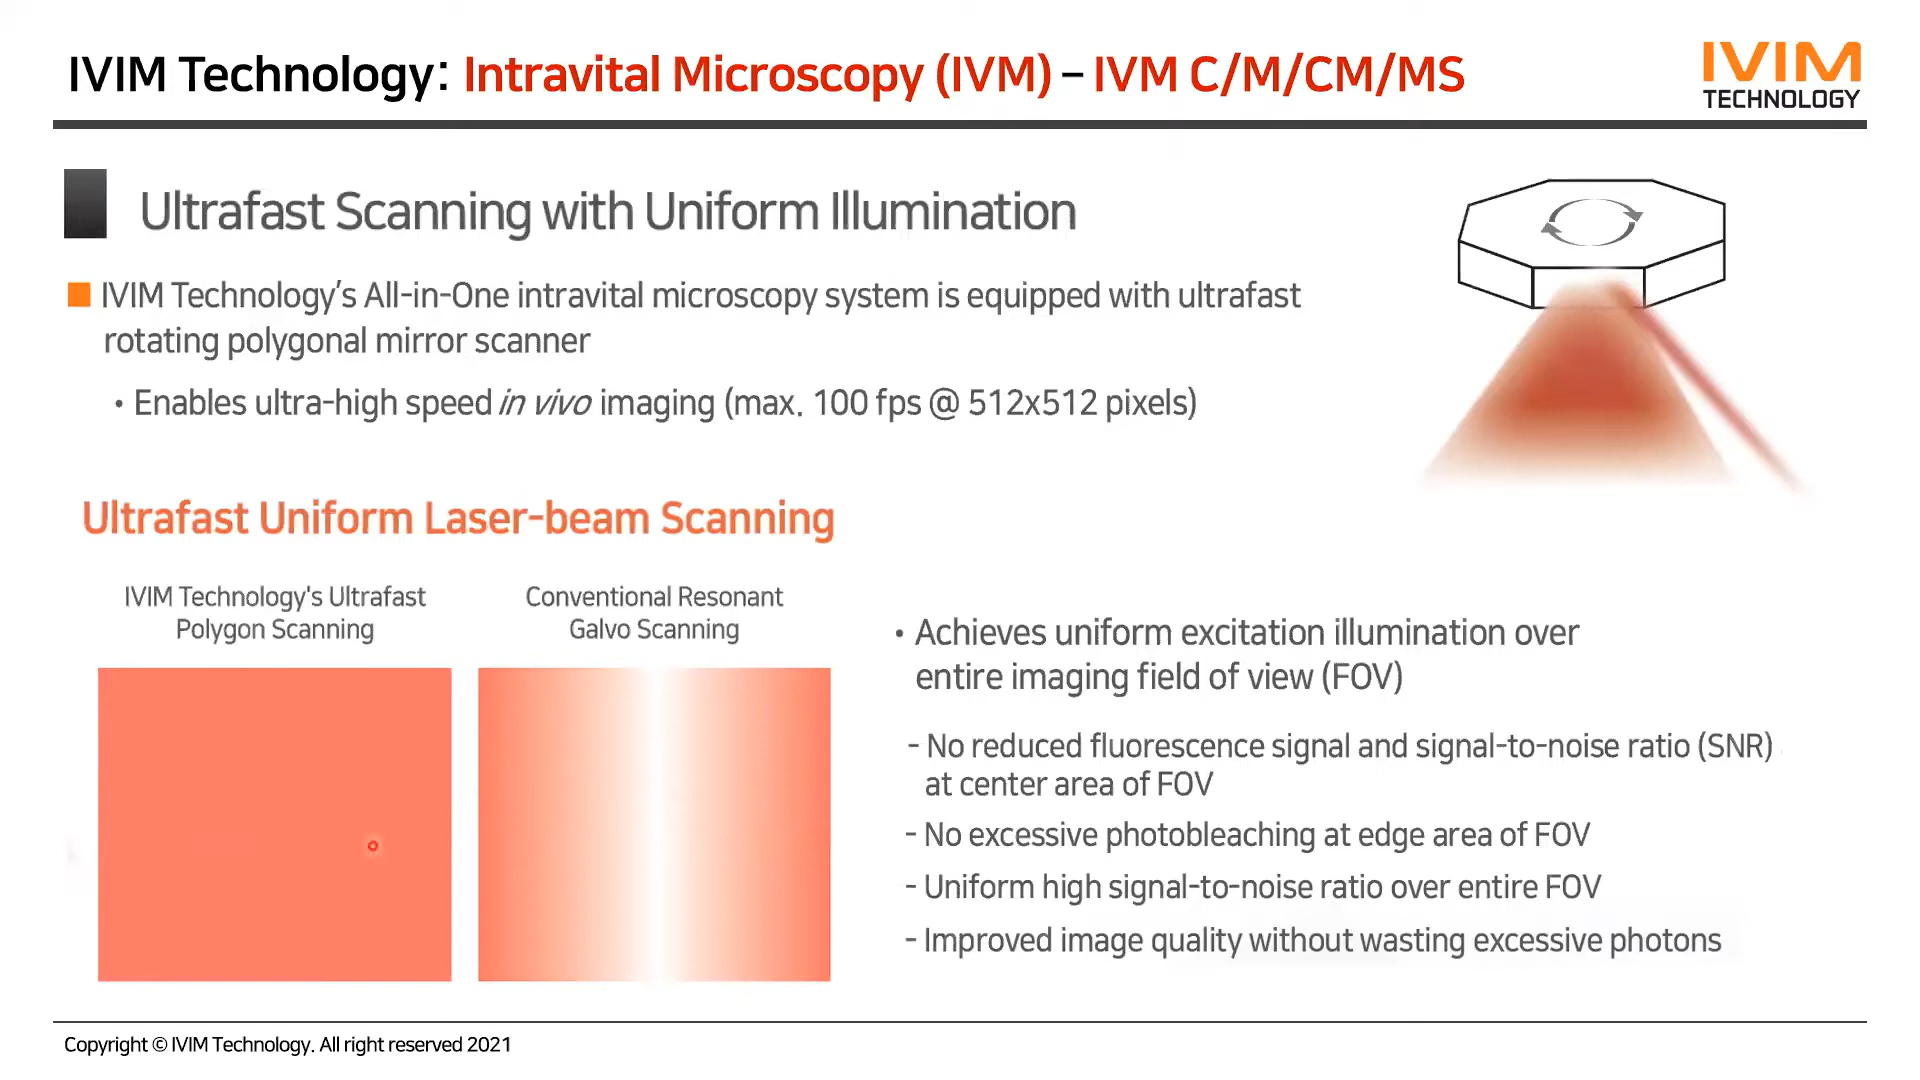 IVIM Technology: Intravital Microscopy (IVM) – IVM C/M/CM/MS
IVIM
TECHNOLOGY
Ultrafast Scanning with Uniform Illumination
IVIM Technology's All-in-One intravital microscopy system is equipped with ultrafast
rotating polygonal mirror scanner
• Enables ultra-high speed in vivo imaging (max. 100 fps @ 512x512 pixels)
Ultrafast Uniform Laser-beam Scanning
IVIM Technology's Ultrafast
Polygon Scanning
Conventional Resonant
Galvo Scanning
• Achieves uniform excitation illumination over
entire imaging field of view (FOV)
- No reduced fluorescence signal and signal-to-noise ratio (SNR)
at center area of FOV
- No excessive photobleaching at edge area of FOV
- Uniform high signal-to-noise ratio over entire FOV
- Improved image quality without wasting excessive photons
Copyright © IVIM Technology. All right reserved 2021